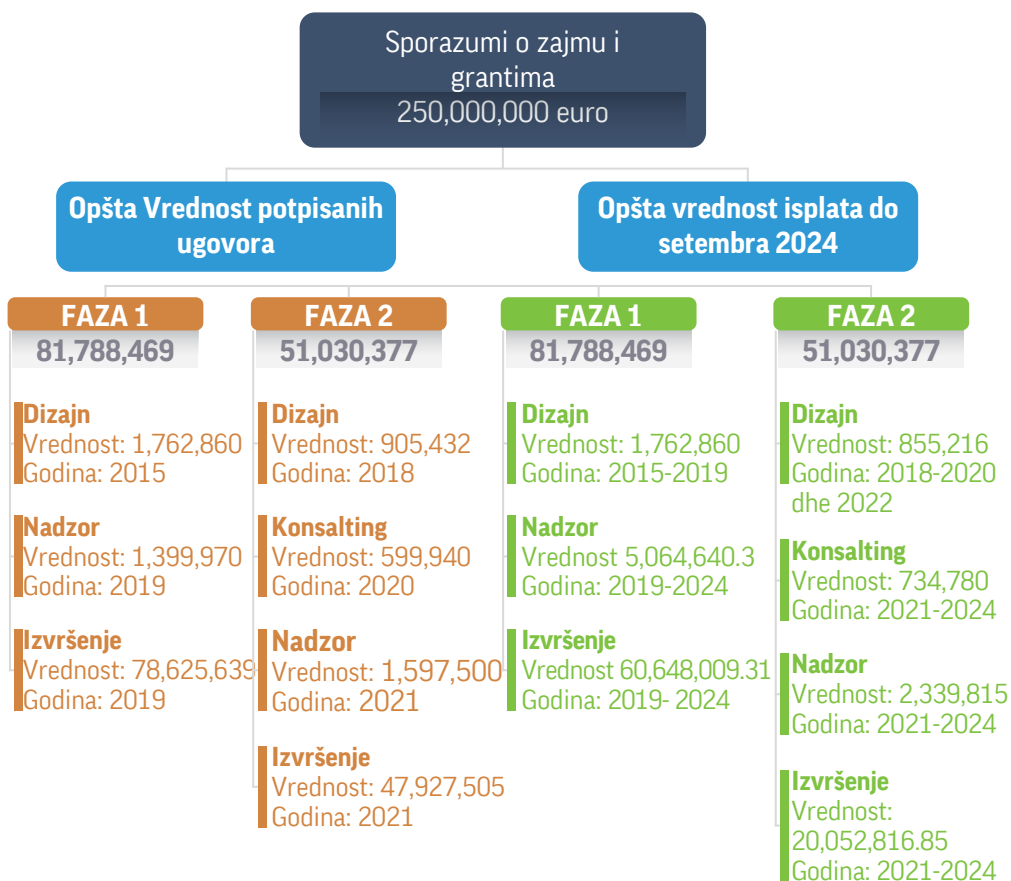 Sporazumi o zajmu i
grantima
250,000,000 euro
Opšta Vrednost potpisanih
ugovora
Opšta vrednost isplata do
setembra 2024
FAZA 1
81,788,469
Dizajn
Vrednost: 1,762,860
Godina: 2015
Nadzor
Vrednost: 1,399,970
Godina: 2019
Izvršenje
Vrednost: 78,625,639
Godina: 2019
FAZA 2
51,030,377
Dizajn
Vrednost: 905,432
Godina: 2018
Konsalting
Vrednost: 599,940
Godina: 2020
Nadzor
Vrednost: 1,597,500
Godina: 2021
Izvršenje
Vrednost: 47,927,505
Godina: 2021
FAZA 1
81,788,469
Dizajn
Vrednost: 1,762,860
Godina: 2015-2019
Nadzor
Vrednost 5,064,640.3
Godina: 2019-2024
Izvršenje
Vrednost 60,648,009.31
Godina: 2019- 2024
FAZA 2
51,030,377
Dizajn
Vrednost: 855,216
Godina: 2018-2020
dhe 2022
Konsalting
Vrednost: 734,780
Godina: 2021-2024
Nadzor
Vrednost: 2,339,815
Godina: 2021-2024
Izvršenje
Vrednost:
20,052,816.85
Godina: 2021-2024